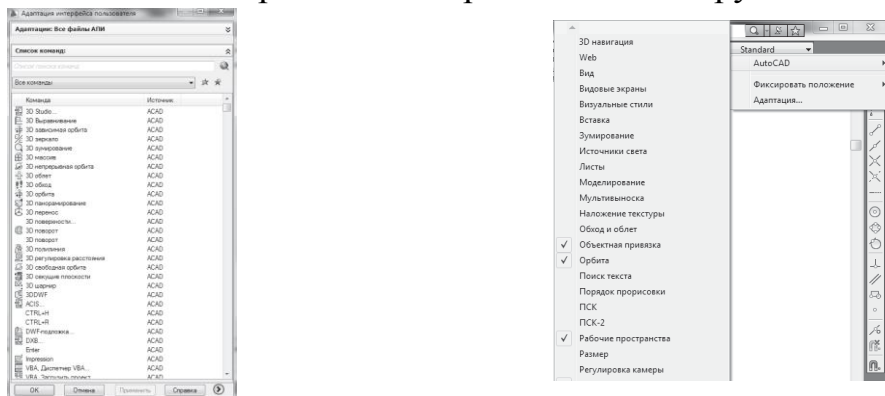 Адаптация интерфейса пользователя
Адаптации: Все файлы АПИ
Список команд:
Все команды
Команда Источник
3D Studio... ACAD
3D Выравнивание ACAD
3D зависимая орбита ACAD
3D зеркало ACAD
3D зумирование ACAD
3D массив ACAD
3D непрерывная орбита ACAD
3D облет ACAD
3D обход ACAD
3D орбита ACAD
3D панорамирование ACAD
3D перенос ACAD
3D поверхности... ACAD
3D поворот ACAD
3D поворот ACAD
3D полилиния ACAD
3D регулировка расстояния ACAD
3D свободная орбита ACAD
3D секущие плоскости ACAD
3D шарнир ACAD
3DDWF ACAD
ACIS... ACAD
CTRL+H ACAD
CTRL+R ACAD
DWF-подложка... ACAD
DXB... ACAD
Enter ACAD
Impression ACAD
VBA, Диспетчер VBA... ACAD
VBA, Загрузить проект... ACAD
OK Отмена Применить Справка
3D навигация
Web
Вид
Видовые экраны
Визуальные стили
Вставка
Зумирование
Источники света
Листы
Моделирование
Мультивыноска
Наложение текстуры
Обход и облет
Объектная привязка
Орбита
Поиск текста
Порядок прорисовки
ПСК
ПСК-2
Рабочие пространства
Размер
Регулировка камеры
Standard
AutoCAD
Фиксировать положение
Адаптация...